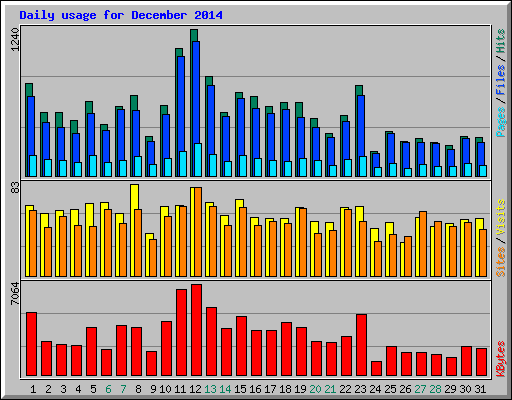 Daily usage for December 2014
1240
Pages / Files / Hits
83
Sites / Visits
7064
KBytes
1 2 3 4 5 6 7 8 9 10 11 12 13 14 15 16 17 18 19 20 21 22 23 24 25 26 27 28 29 30 31